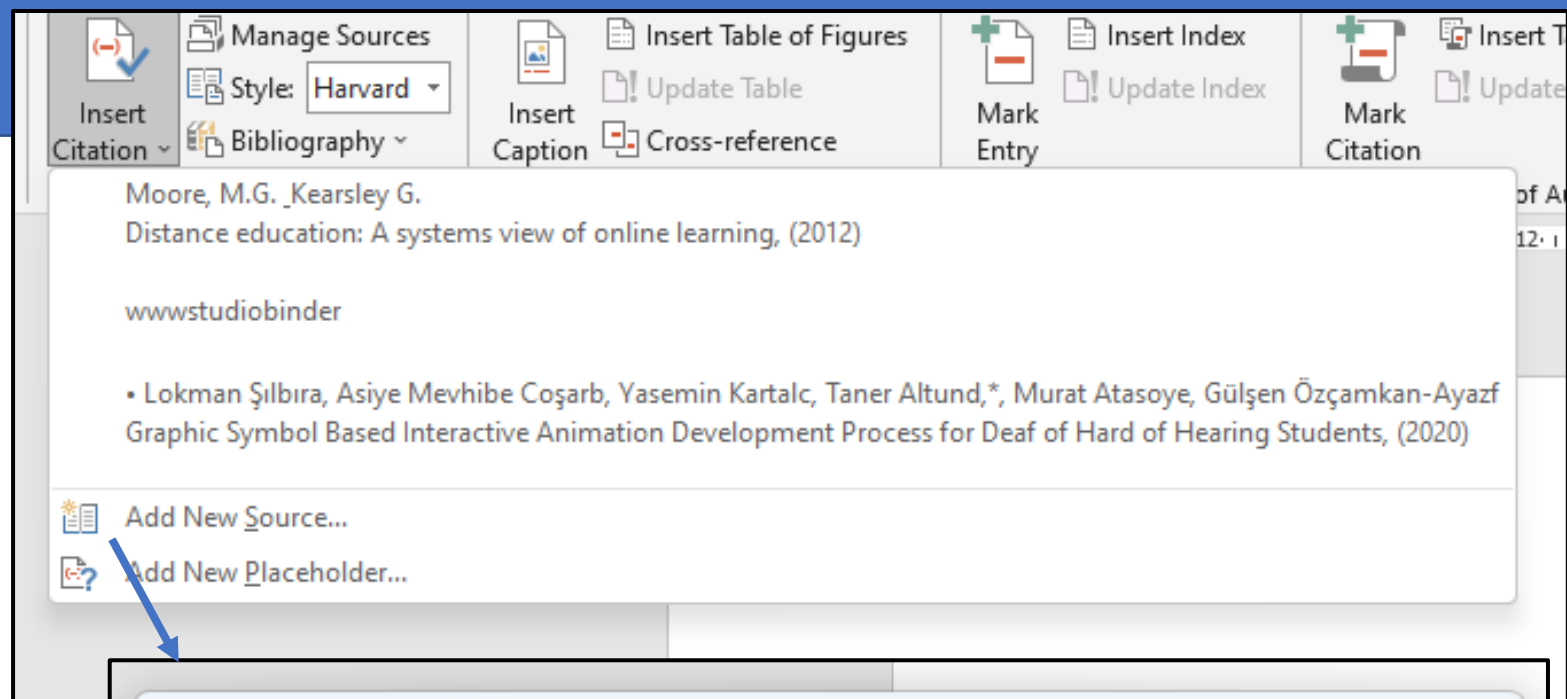 Manage Sources
Insert Table of Figures
Insert Index
Style: Harvard
Update Table
Update Index
Insert
Citation
Bibliography
Insert
Caption
Cross-reference
Mark
Entry
Mark
Citation
Insert
Update
Moore, M.G. _Kearsley G.
Distance education: A systems view of online learning, (2012)
of
12
wwwstudiobinder
• Lokman Şılbıra, Asiye Mevhibe Coşarb, Yasemin Kartalc, Taner Altund,*, Murat Atasoye, Gülşen Özçamkan-Ayazf
Graphic Symbol Based Interactive Animation Development Process for Deaf of Hard of Hearing Students, (2020)
Add New Source...
Add New Placeholder...